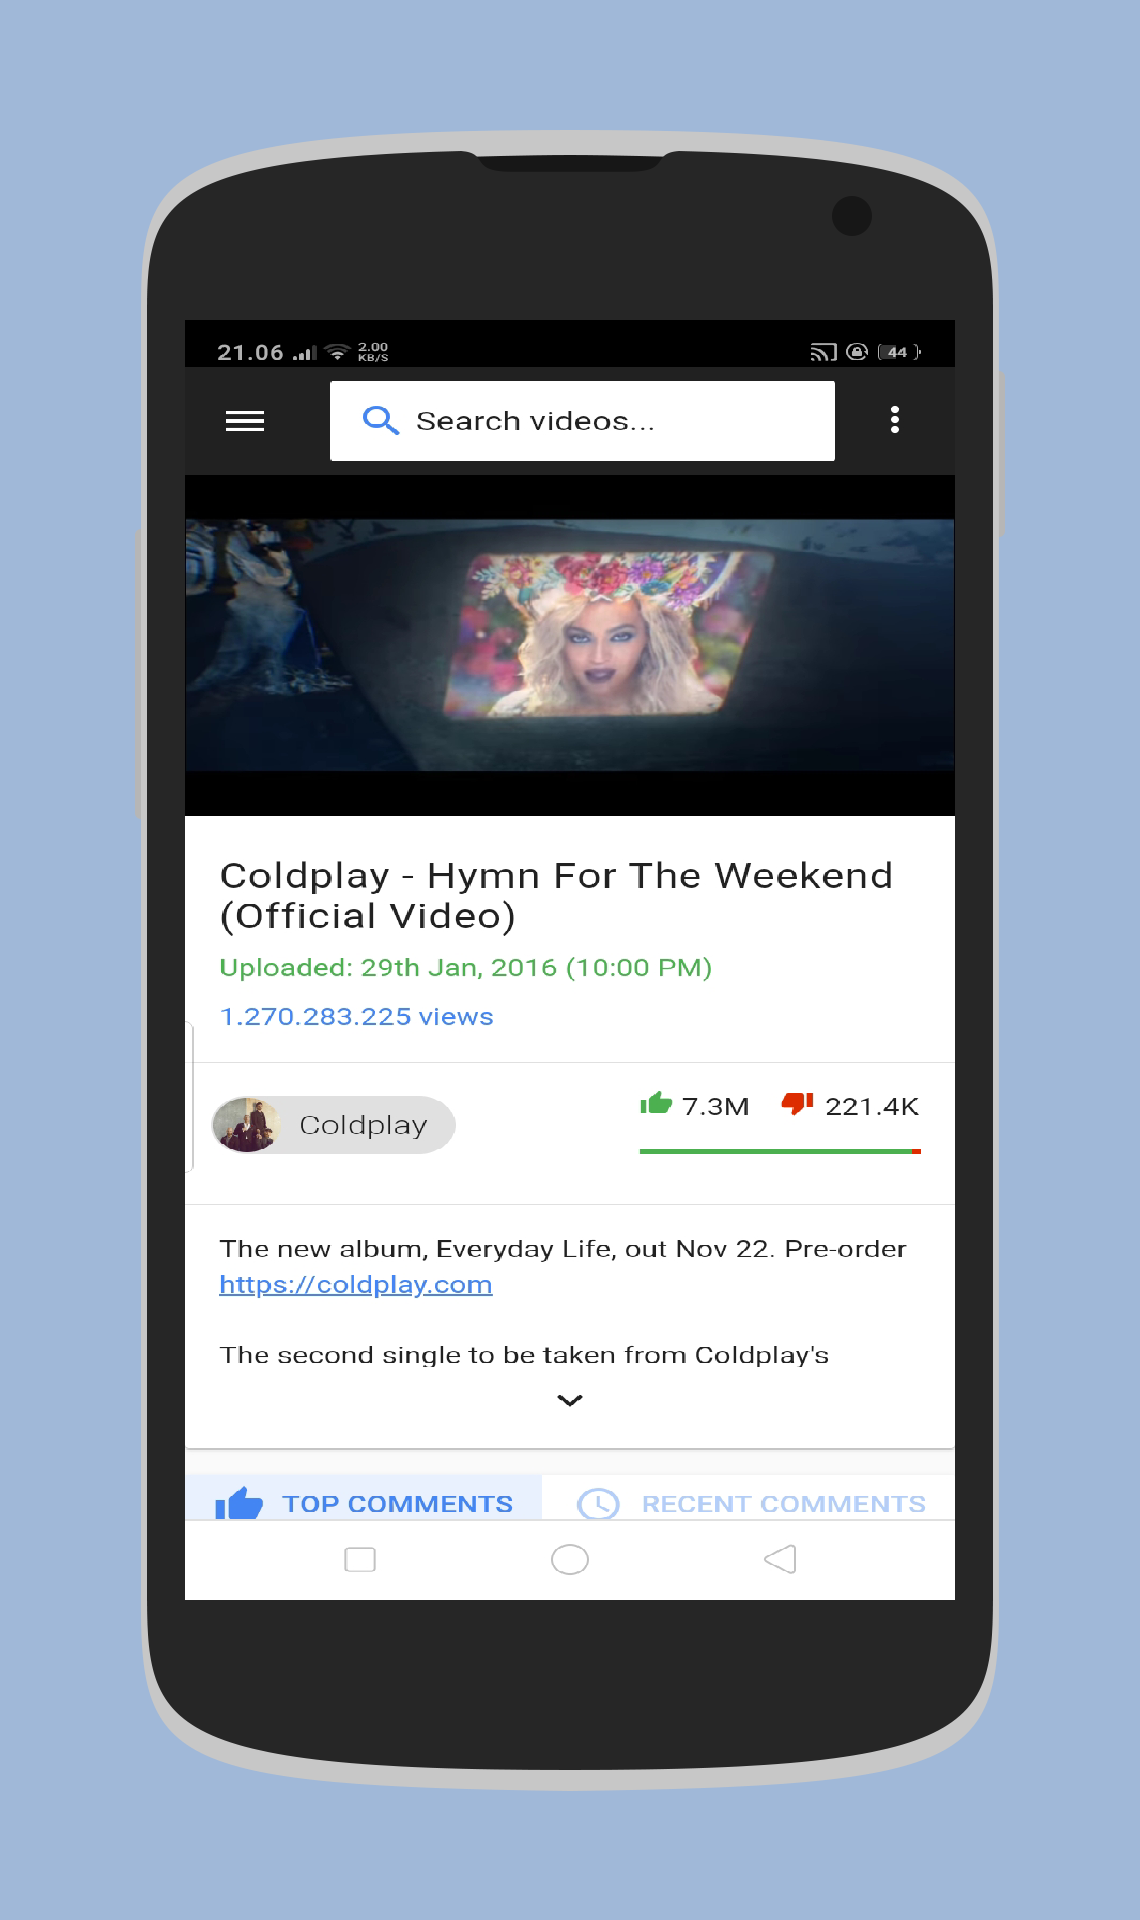 21.06 2.00
KB/S
44
Search videos...
Coldplay - Hymn For The Weekend
(Official Video)
Uploaded: 29th Jan, 2016 (10:00 PM)
1.270.283.225 views
Coldplay 7.3M 221.4K
The new album, Everyday Life, out Nov 22. Pre-order
https://coldplay.com
The second single to be taken from Coldplay's
TOP COMMENTS RECENT COMMENTS